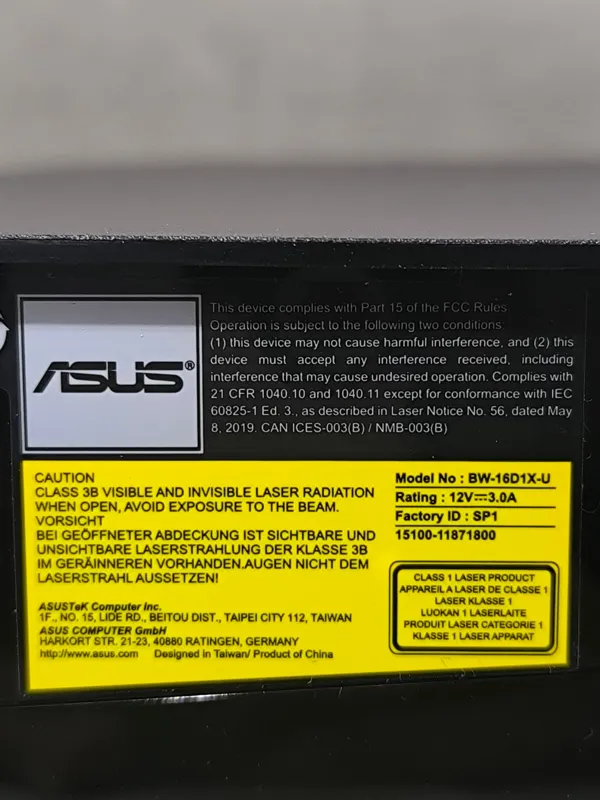 ASUS®
This device complies with Part 15 of the FCC Rules
Operation is subject to the following two conditions:
(1) this device may not cause harmful interference, and (2) this
device must accept any interference received, including
interference that may cause undesired operation. Complies with
21 CFR 1040.10 and 1040.11 except for conformance with IEC
60825-1 Ed. 3., as described in Laser Notice No. 56, dated May
8, 2019. CAN ICES-003(B) / NMB-003(B)
CAUTION
CLASS 3B VISIBLE AND INVISIBLE LASER RADIATION
WHEN OPEN, AVOID EXPOSURE TO THE BEAM.
VORSICHT
BEI GEÖFFNETER ABDECKUNG IST SICHTBARE UND
UNSICHTBARE LASERSTRAHLUNG DER KLASSE 3B
IM GERÄINNEREN VORHANDEN.AUGEN NICHT DEM
LASERSTRAHL AUSSETZEN!
ASUSTeK Computer Inc.
1F., NO. 15, LIDE RD., BEITOU DIST., TAIPEI CITY 112, TAIWAN
ASUS COMPUTER GmbH
HARKORT STR. 21-23, 40880 RATINGEN, GERMANY
http://www.asus.com Designed in Taiwan/ Product of China
Model No : BW-16D1X-U
Rating : 12V⎓3.0A
Factory ID : SP1
15100-11871800
CLASS 1 LASER PRODUCT
APPAREIL A LASER DE CLASSE 1
LASER KLASSE 1
LUOKAN 1 LASERLAITE
PRODUIT LASER CATEGORIE 1
KLASSE 1 LASER APPARAT